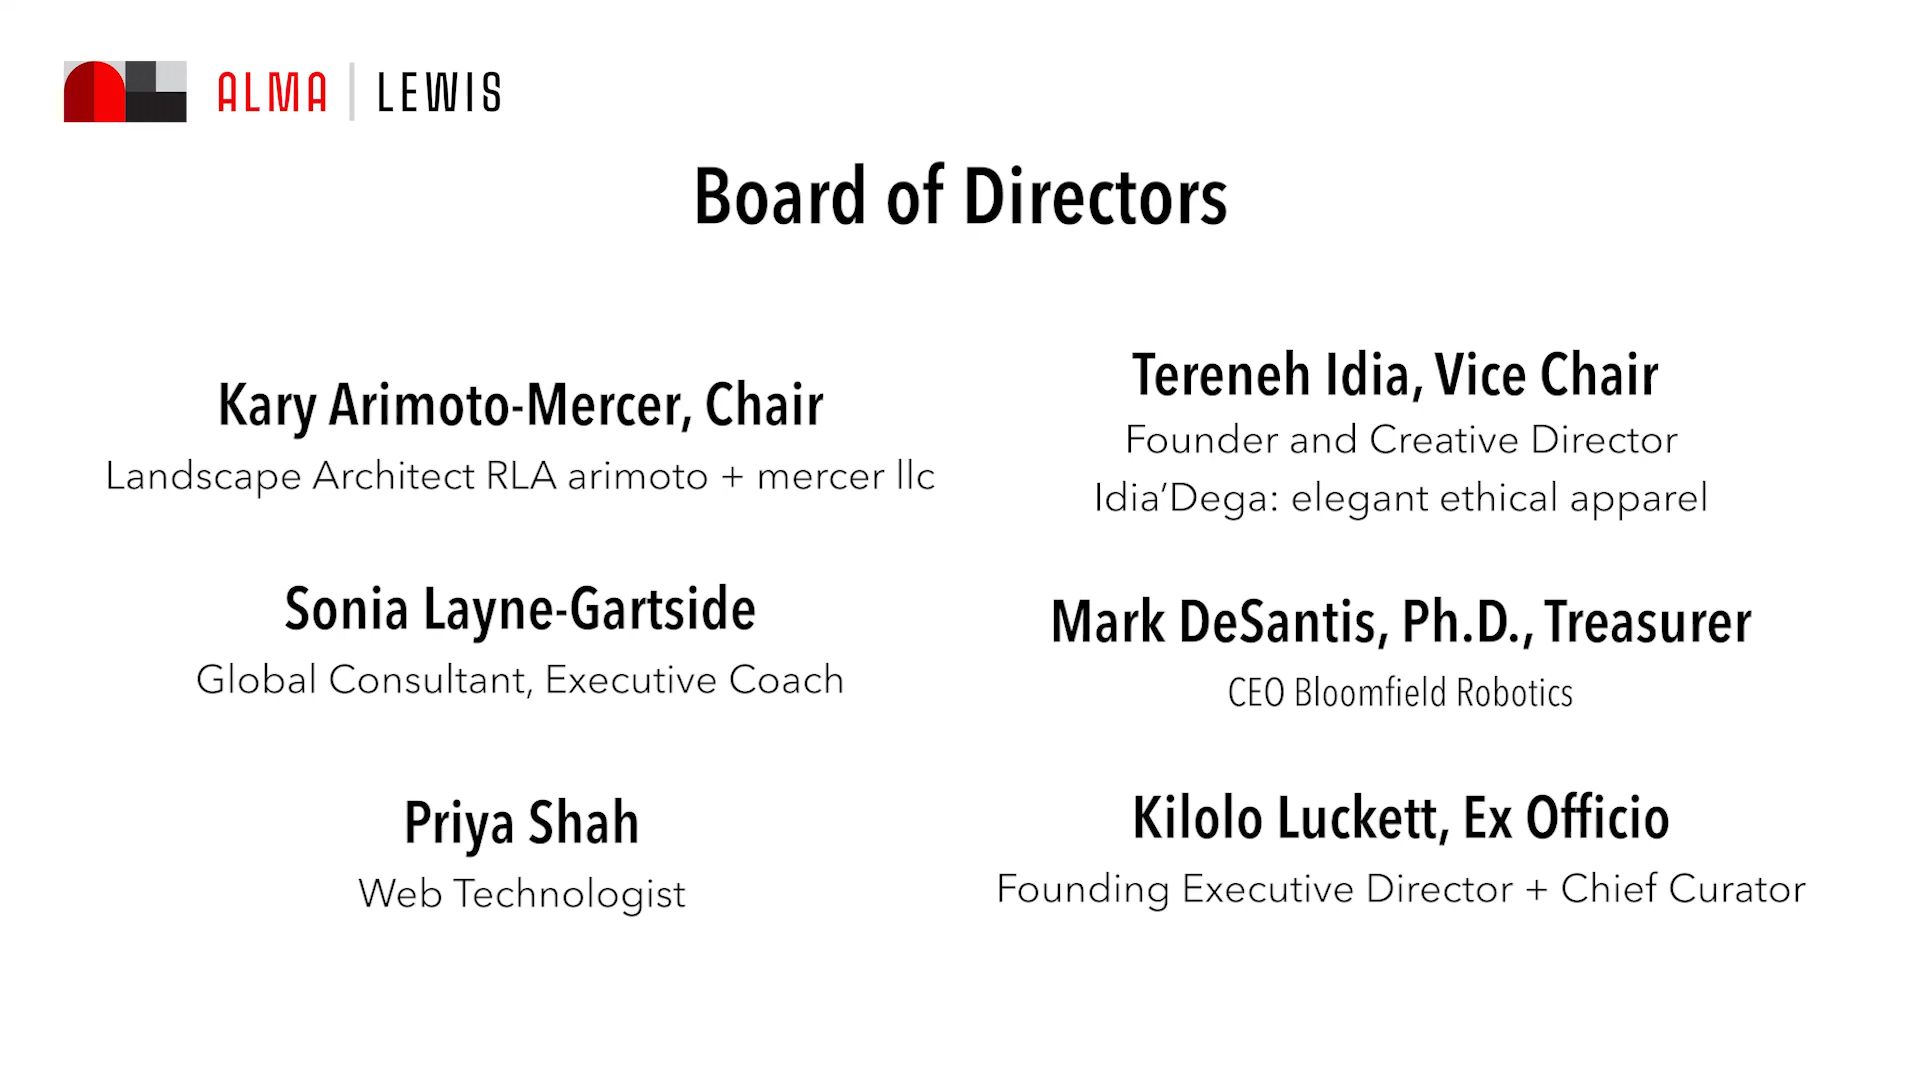 ALMA | LEWIS
Board of Directors
Kary Arimoto-Mercer, Chair
Landscape Architect RLA arimoto + mercer llc
Sonia Layne-Gartside
Global Consultant, Executive Coach
Priya Shah
Web Technologist
Tereneh Idia, Vice Chair
Founder and Creative Director
Idia’Dega: elegant ethical apparel
Mark DeSantis, Ph.D., Treasurer
CEO Bloomfield Robotics
Kilolo Luckett, Ex Officio
Founding Executive Director + Chief Curator